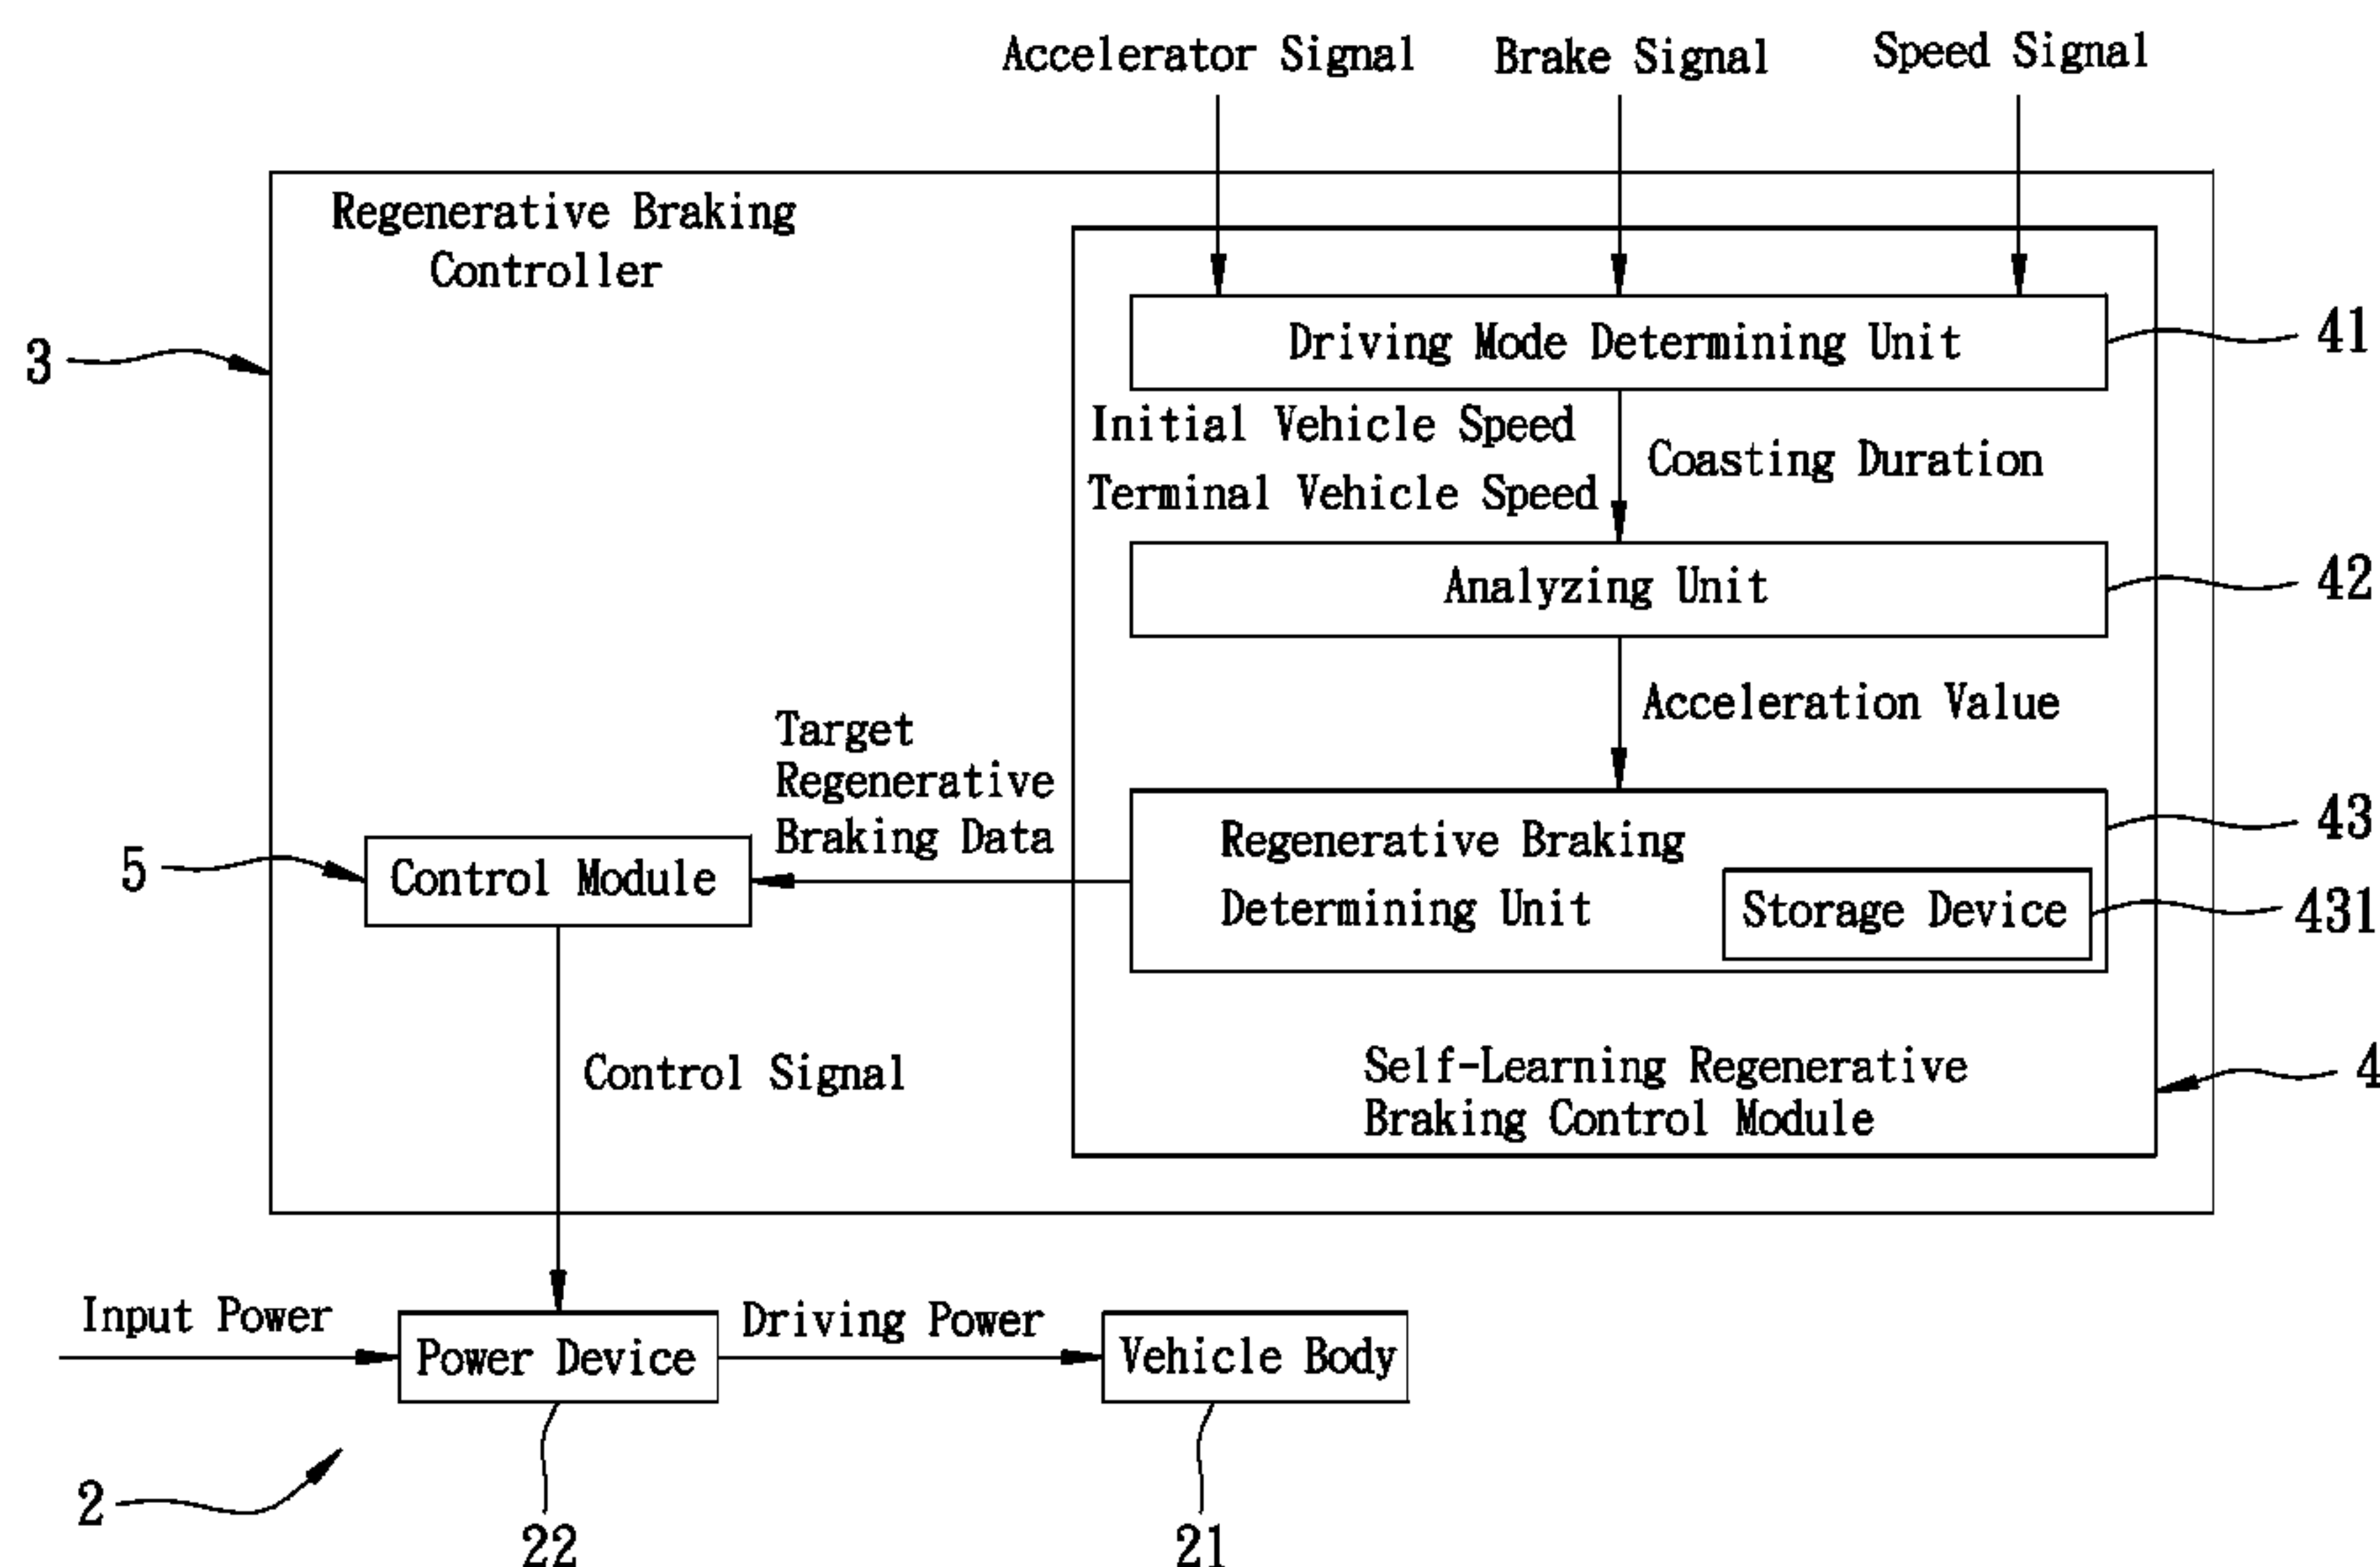 Accelerator Signal
Brake Signal
Speed Signal
Regenerative Braking
Controller
3
Driving Mode Determining Unit
41
Initial Vehicle Speed
Terminal Vehicle Speed
Coasting Duration
Analyzing Unit
42
Acceleration Value
Target
Regenerative
Braking Data
Regenerative Braking
Determining Unit
43
Storage Device
431
5
Control Module
Control Signal
Self-Learning Regenerative
Braking Control Module
4
Input Power
Power Device
Driving Power
Vehicle Body
2
22
21